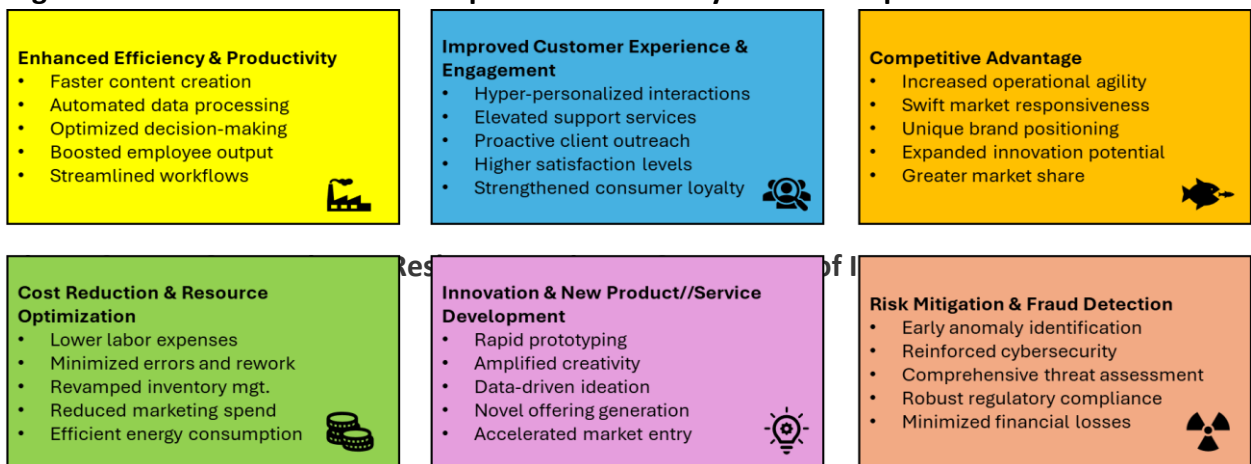 Enhanced Efficiency & Productivity
• Faster content creation
• Automated data processing
• Optimized decision-making
• Boosted employee output
• Streamlined workflows
Improved Customer Experience &
Engagement
• Hyper-personalized interactions
• Elevated support services
• Proactive client outreach
• Higher satisfaction levels
• Strengthened consumer loyalty
Competitive Advantage
• Increased operational agility
• Swift market responsiveness
• Unique brand positioning
• Expanded innovation potential
• Greater market share
Cost Reduction & Resource
Optimization
• Lower labor expenses
• Minimized errors and rework
• Revamped inventory mgt.
• Reduced marketing spend
• Efficient energy consumption
Innovation & New Product//Service
Development
• Rapid prototyping
• Amplified creativity
• Data-driven ideation
• Novel offering generation
• Accelerated market entry
Risk Mitigation & Fraud Detection
• Early anomaly identification
• Reinforced cybersecurity
• Comprehensive threat assessment
• Robust regulatory compliance
• Minimized financial losses